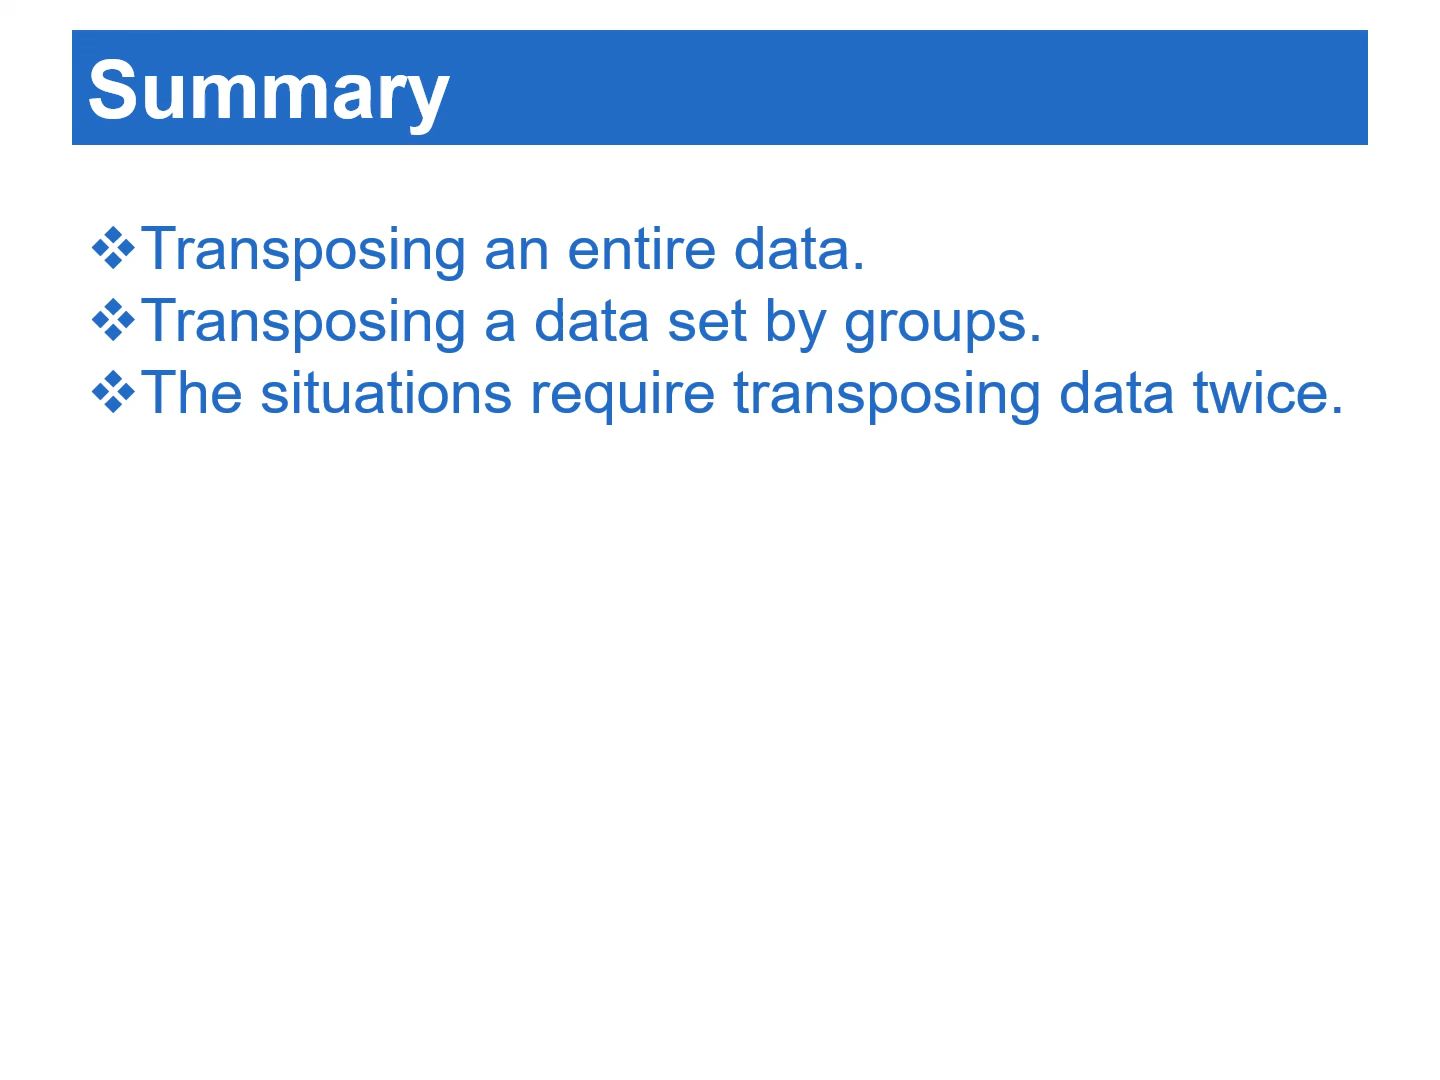 Summary
❖Transposing an entire data.
❖Transposing a data set by groups.
❖The situations require transposing data twice.